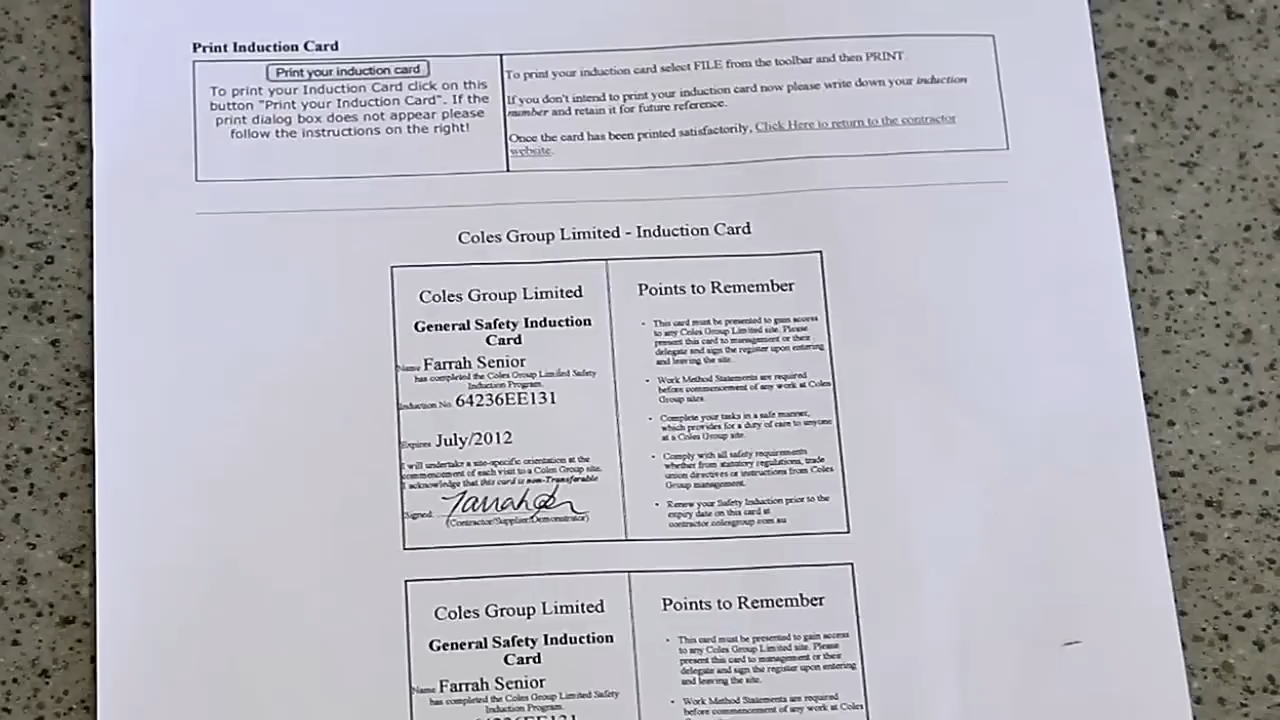 Print Induction Card
Print your induction card
To print your Induction Card click on this
button "Print your Induction Card". If the
print dialog box does not appear please
follow the instructions on the right!
To print your induction card select FILE from the toolbar and then PRINT
If you don't intend to print your induction card now please write down your induction
number and retain it for future reference.
Once the card has been printed satisfactorily, Click Here to return to the contractor
website.
Coles Group Limited - Induction Card
Coles Group Limited
General Safety Induction
Card
Name Farrah Senior
has completed the Coles Group Limited Safety
Induction Program.
Induction No. 64236EE131
Expires July/2012
I will undertake a site-specific orientation at the
commencement of each visit to a Coles Group site.
I acknowledge that this card is non-Transferable
Signed:
(Contractor/Supplier/Demonstrator)
Points to Remember
• This card must be presented to gain access
to any Coles Group Limited site. Please
present this card to management or their
delegate and sign the register upon entering
and leaving the site.
• Work Method Statements are required
before commencement of any work at Coles
Group sites.
• Complete your tasks in a safe manner,
which provides for a duty of care to anyone
at a Coles Group site.
• Comply with all safety requirements
whether from statutory regulations, trade
union directives or instructions from Coles
Group management.
• Renew your Safety Induction prior to the
expiry date on this card at
contractor.colesgroup.com.au
Coles Group Limited
General Safety Induction
Card
Name Farrah Senior
has completed the Coles Group Limited Safety
Induction Program.
64236EE131
Points to Remember
• This card must be presented to gain access
to any Coles Group Limited site. Please
present this card to management or their
delegate and sign the register upon entering
and leaving the site.
• Work Method Statements are required
before commencement of any work at Coles